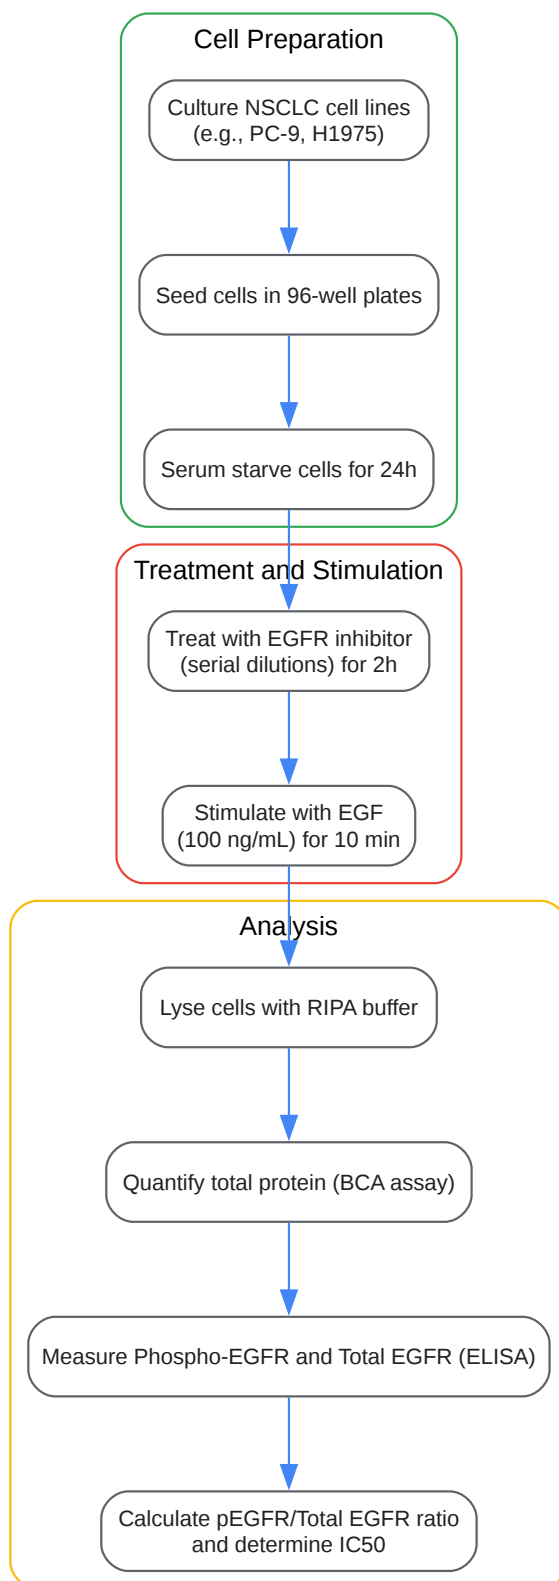 Cell Preparation
Culture NSCLC cell lines
(e.g., PC-9, H1975)
Seed cells in 96-well plates
Serum starve cells for 24h
Treatment and Stimulation
Treat with EGFR inhibitor
(serial dilutions) for 2h
Stimulate with EGF
(100 ng/mL) for 10 min
Analysis
Lyse cells with RIPA buffer
Quantify total protein (BCA assay)
Measure Phospho-EGFR and Total EGFR (ELISA)
Calculate pEGFR/Total EGFR ratio
and determine IC50